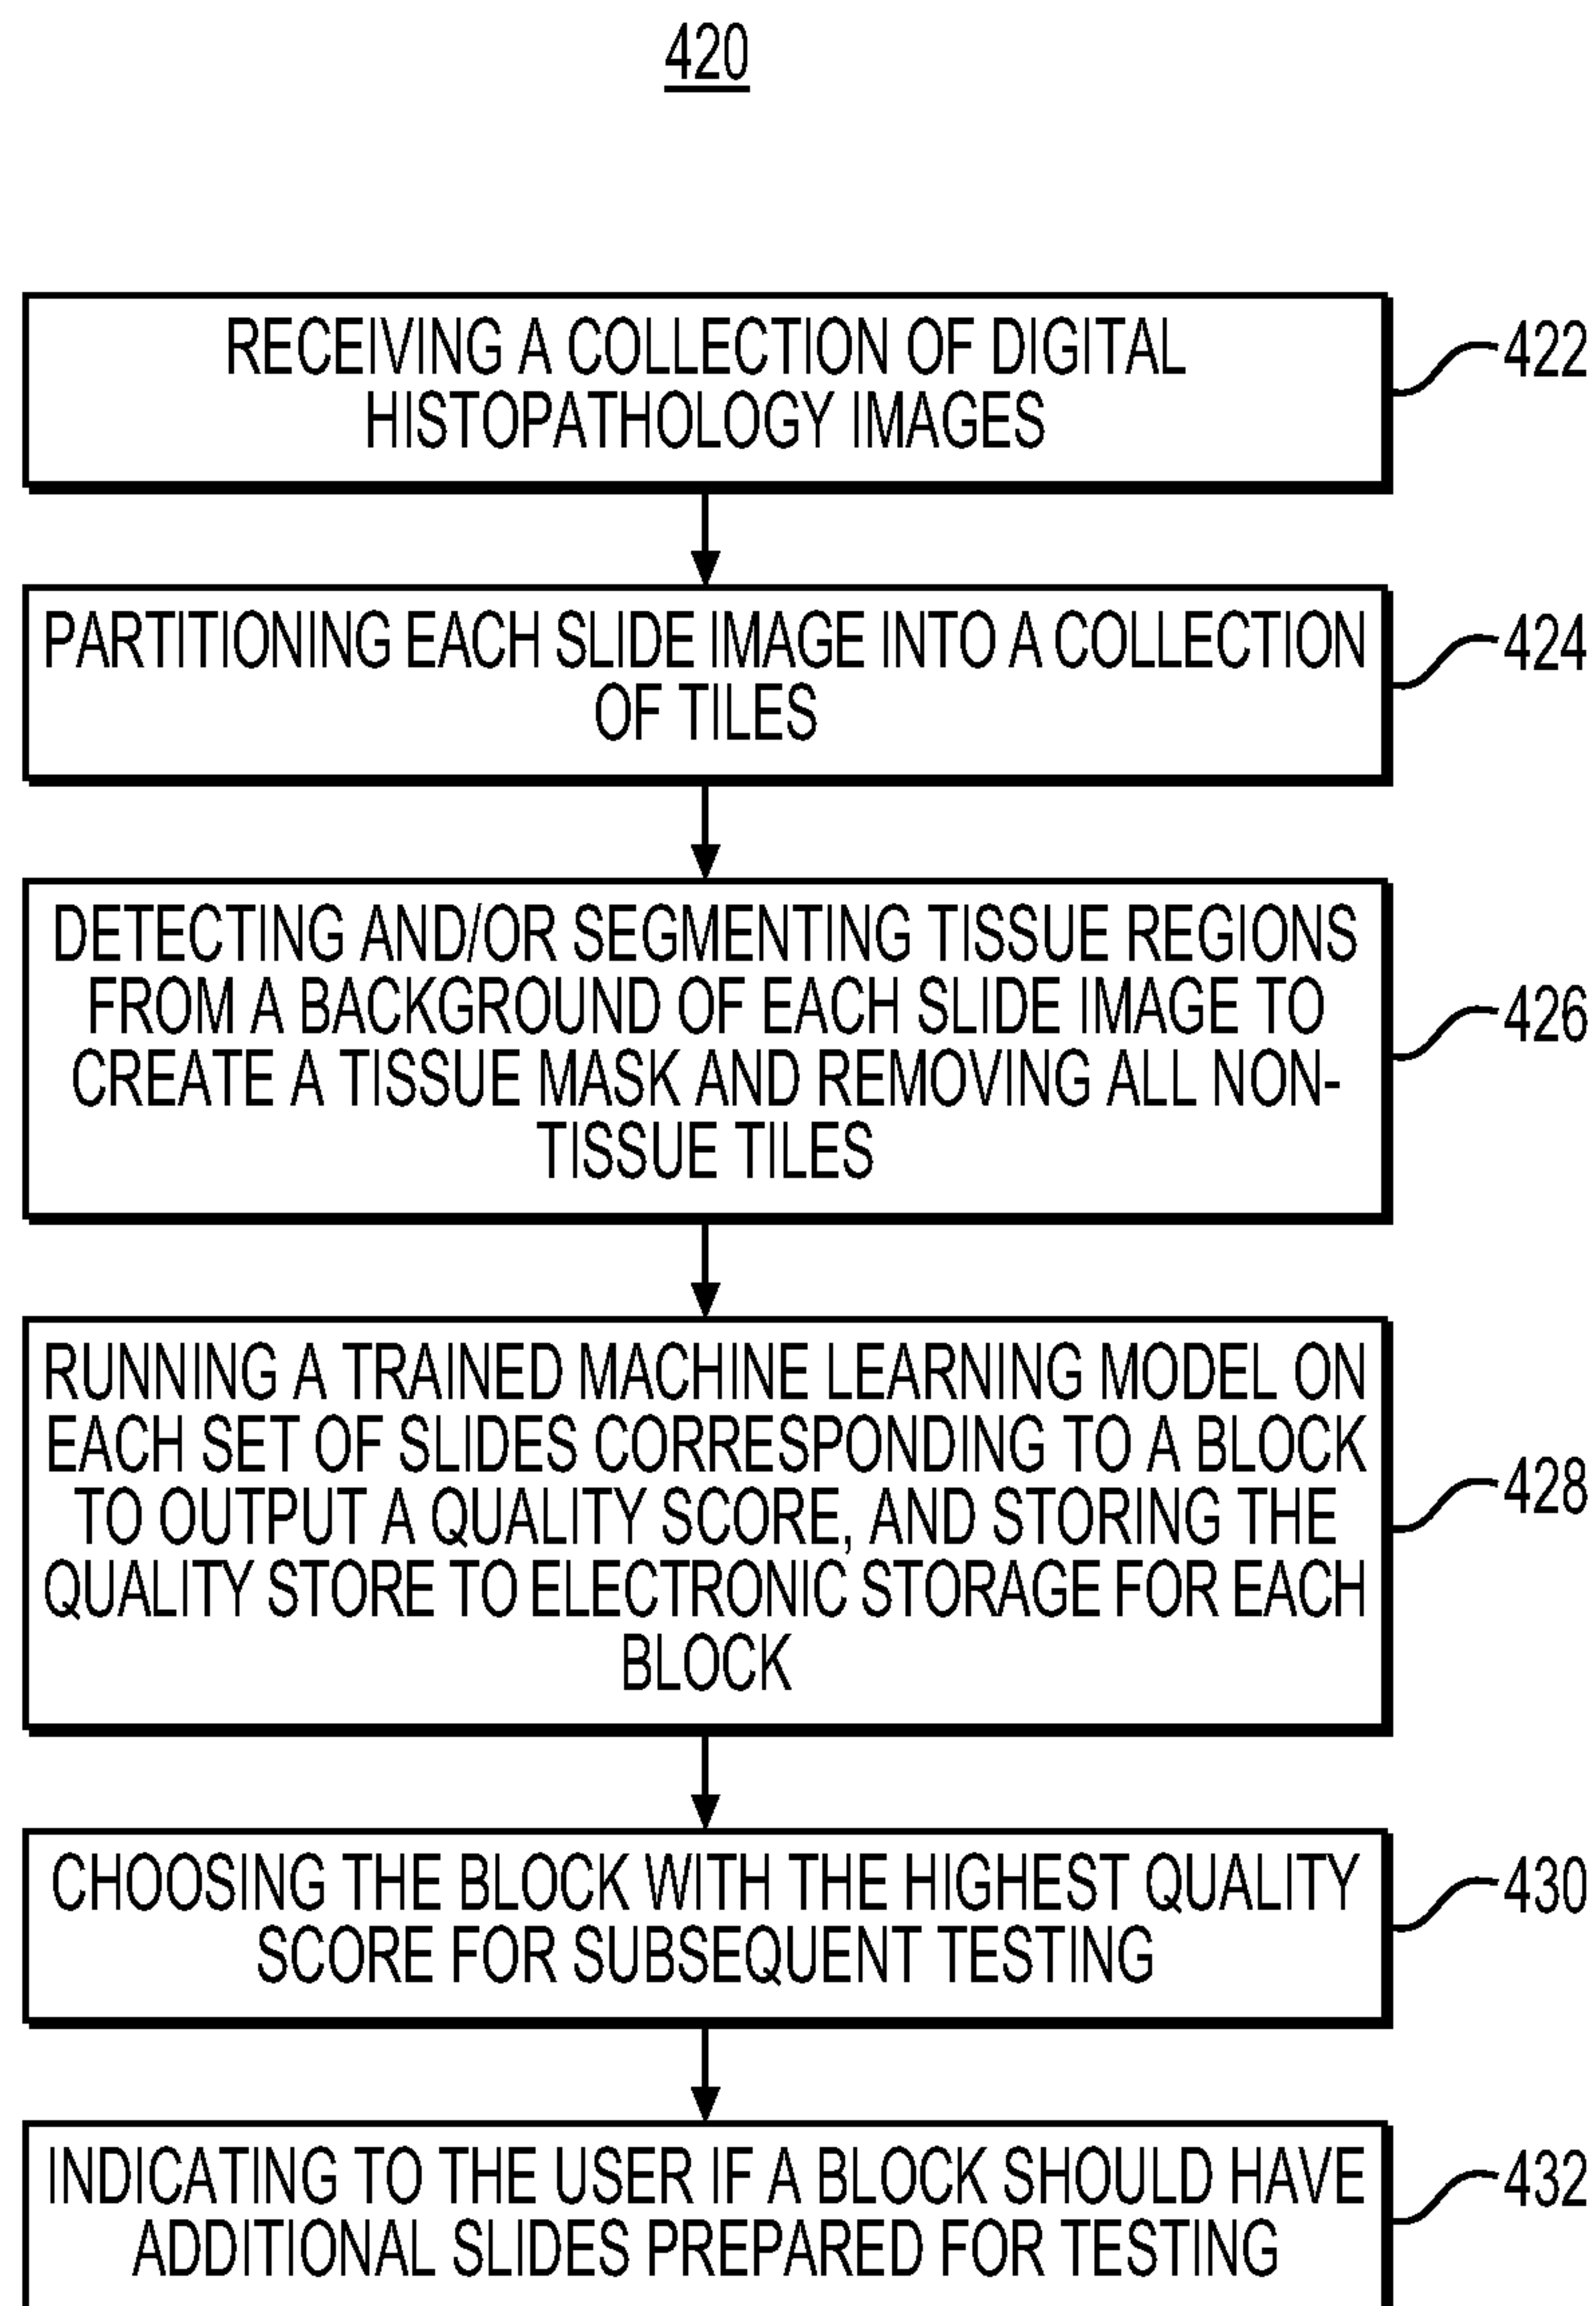 420
RECEIVING A COLLECTION OF DIGITAL
HISTOPATHOLOGY IMAGES
422
PARTITIONING EACH SLIDE IMAGE INTO A COLLECTION
OF TILES
424
DETECTING AND/OR SEGMENTING TISSUE REGIONS
FROM A BACKGROUND OF EACH SLIDE IMAGE TO
CREATE A TISSUE MASK AND REMOVING ALL NON-
TISSUE TILES
426
RUNNING A TRAINED MACHINE LEARNING MODEL ON
EACH SET OF SLIDES CORRESPONDING TO A BLOCK
TO OUTPUT A QUALITY SCORE, AND STORING THE
QUALITY STORE TO ELECTRONIC STORAGE FOR EACH
BLOCK
428
CHOOSING THE BLOCK WITH THE HIGHEST QUALITY
SCORE FOR SUBSEQUENT TESTING
430
INDICATING TO THE USER IF A BLOCK SHOULD HAVE
ADDITIONAL SLIDES PREPARED FOR TESTING
432